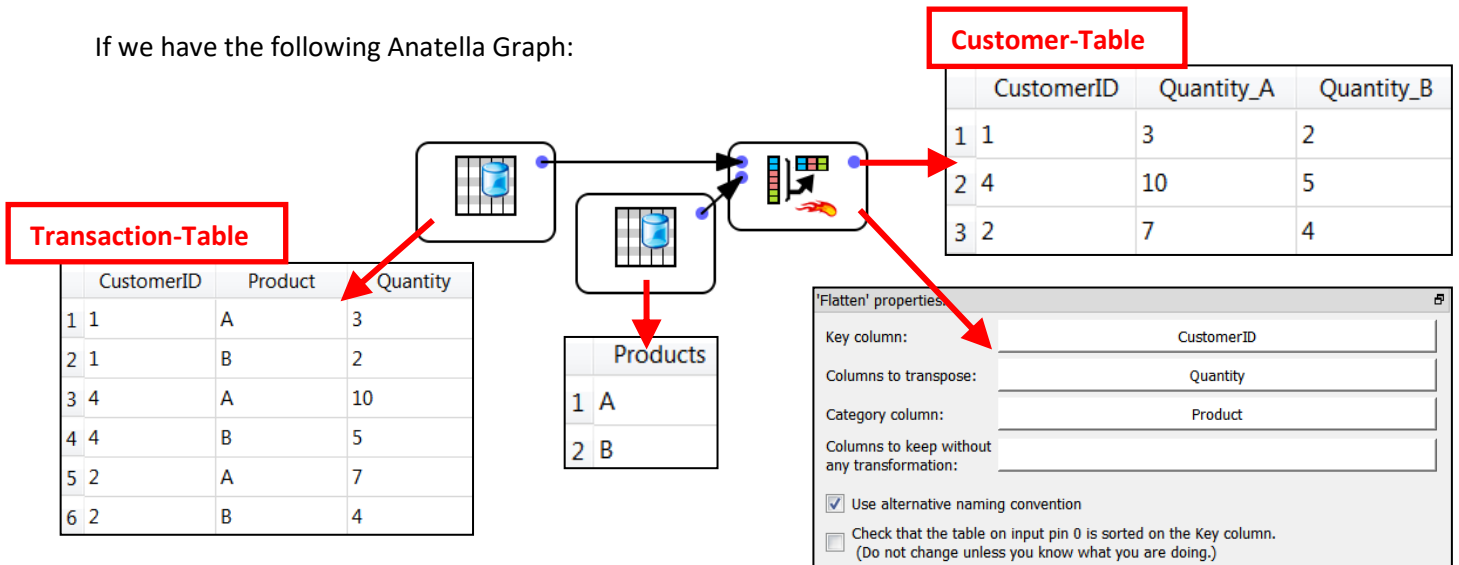 If we have the following Anatella Graph:
Customer-Table
CustomerID Quantity_A Quantity_B
1 1 3 2
2 4 10 5
3 2 7 4
Transaction-Table
CustomerID Product Quantity
1 1 A 3
2 1 B 2
3 4 A 10
4 4 B 5
5 2 A 7
6 2 B 4
Products
1 A
2 B
'Flatten' properties:
Key column: CustomerID
Columns to transpose: Quantity
Category column: Product
Columns to keep without
any transformation:
Use alternative naming convention
Check that the table on input pin 0 is sorted on the Key column.
(Do not change unless you know what you are doing.)